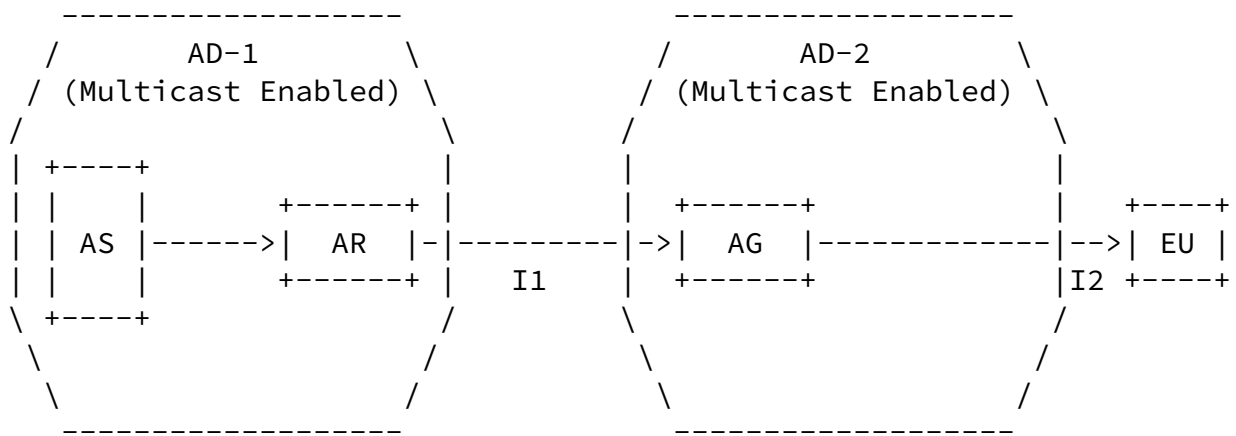 AD-1 AD-2
(Multicast Enabled) (Multicast Enabled)
AS AR AG EU
I1 I2